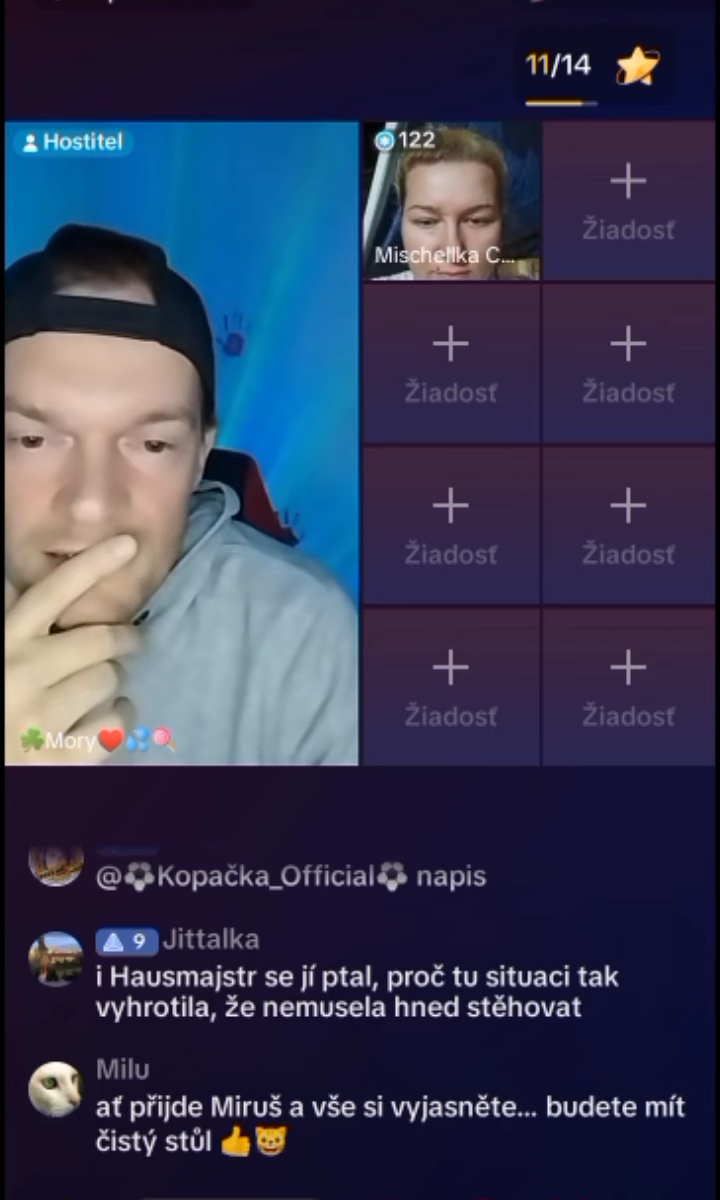 11/14
Hostitel
122
Mischellka C...
Žiadosť
Žiadosť
Žiadosť
Žiadosť
Žiadosť
Žiadosť
Žiadosť
☘️Mory❤️💦🍭
@⚽Kopačka_Official⚽ napis
9 Jittalka
i Hausmajstr se jí ptal, proč tu situaci tak
vyhrotila, že nemusela hned stěhovat
Milu
ať přijde Miruš a vše si vyjasněte... budete mít
čistý stůl 👍😺